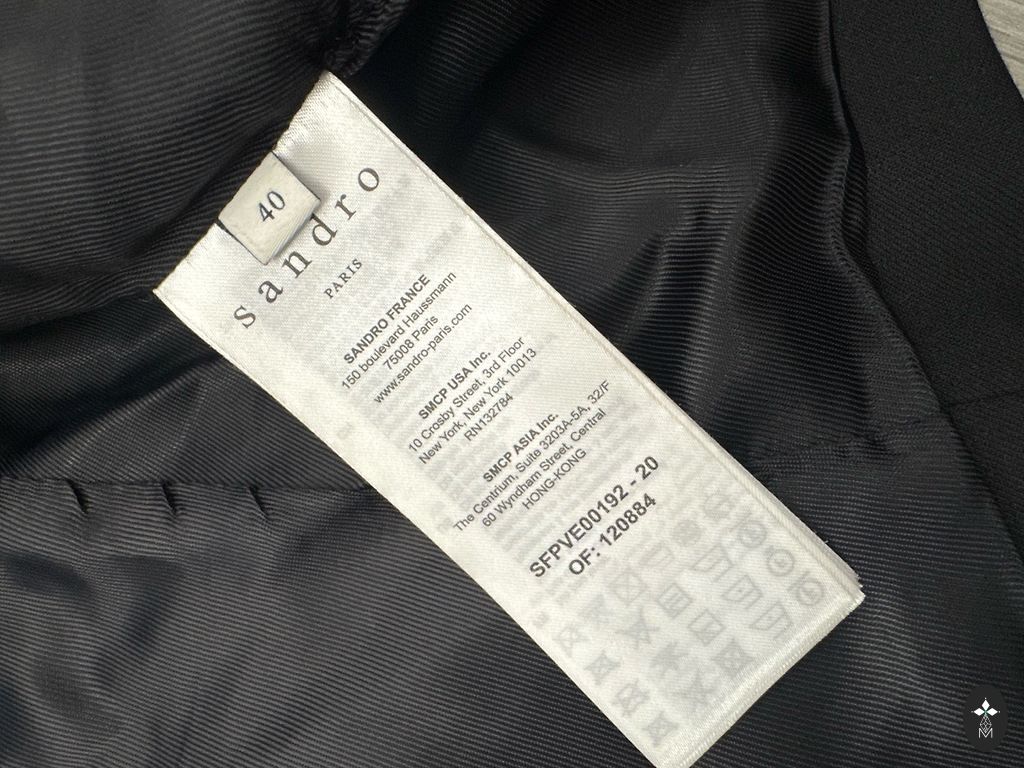 40
sandro
PARIS
SANDRO FRANCE
150 boulevard Haussmann
75008 Paris
www.sandro-paris.com
SMCP USA Inc.
10 Crosby Street, 3rd Floor
New York, New York 10013
RN132784
SMCP ASIA Inc.
The Centrium, Suite 3203A-5A, 32/F
60 Wyndham Street, Central
HONG-KONG
SFPVE00192 - 20
OF: 120884
M